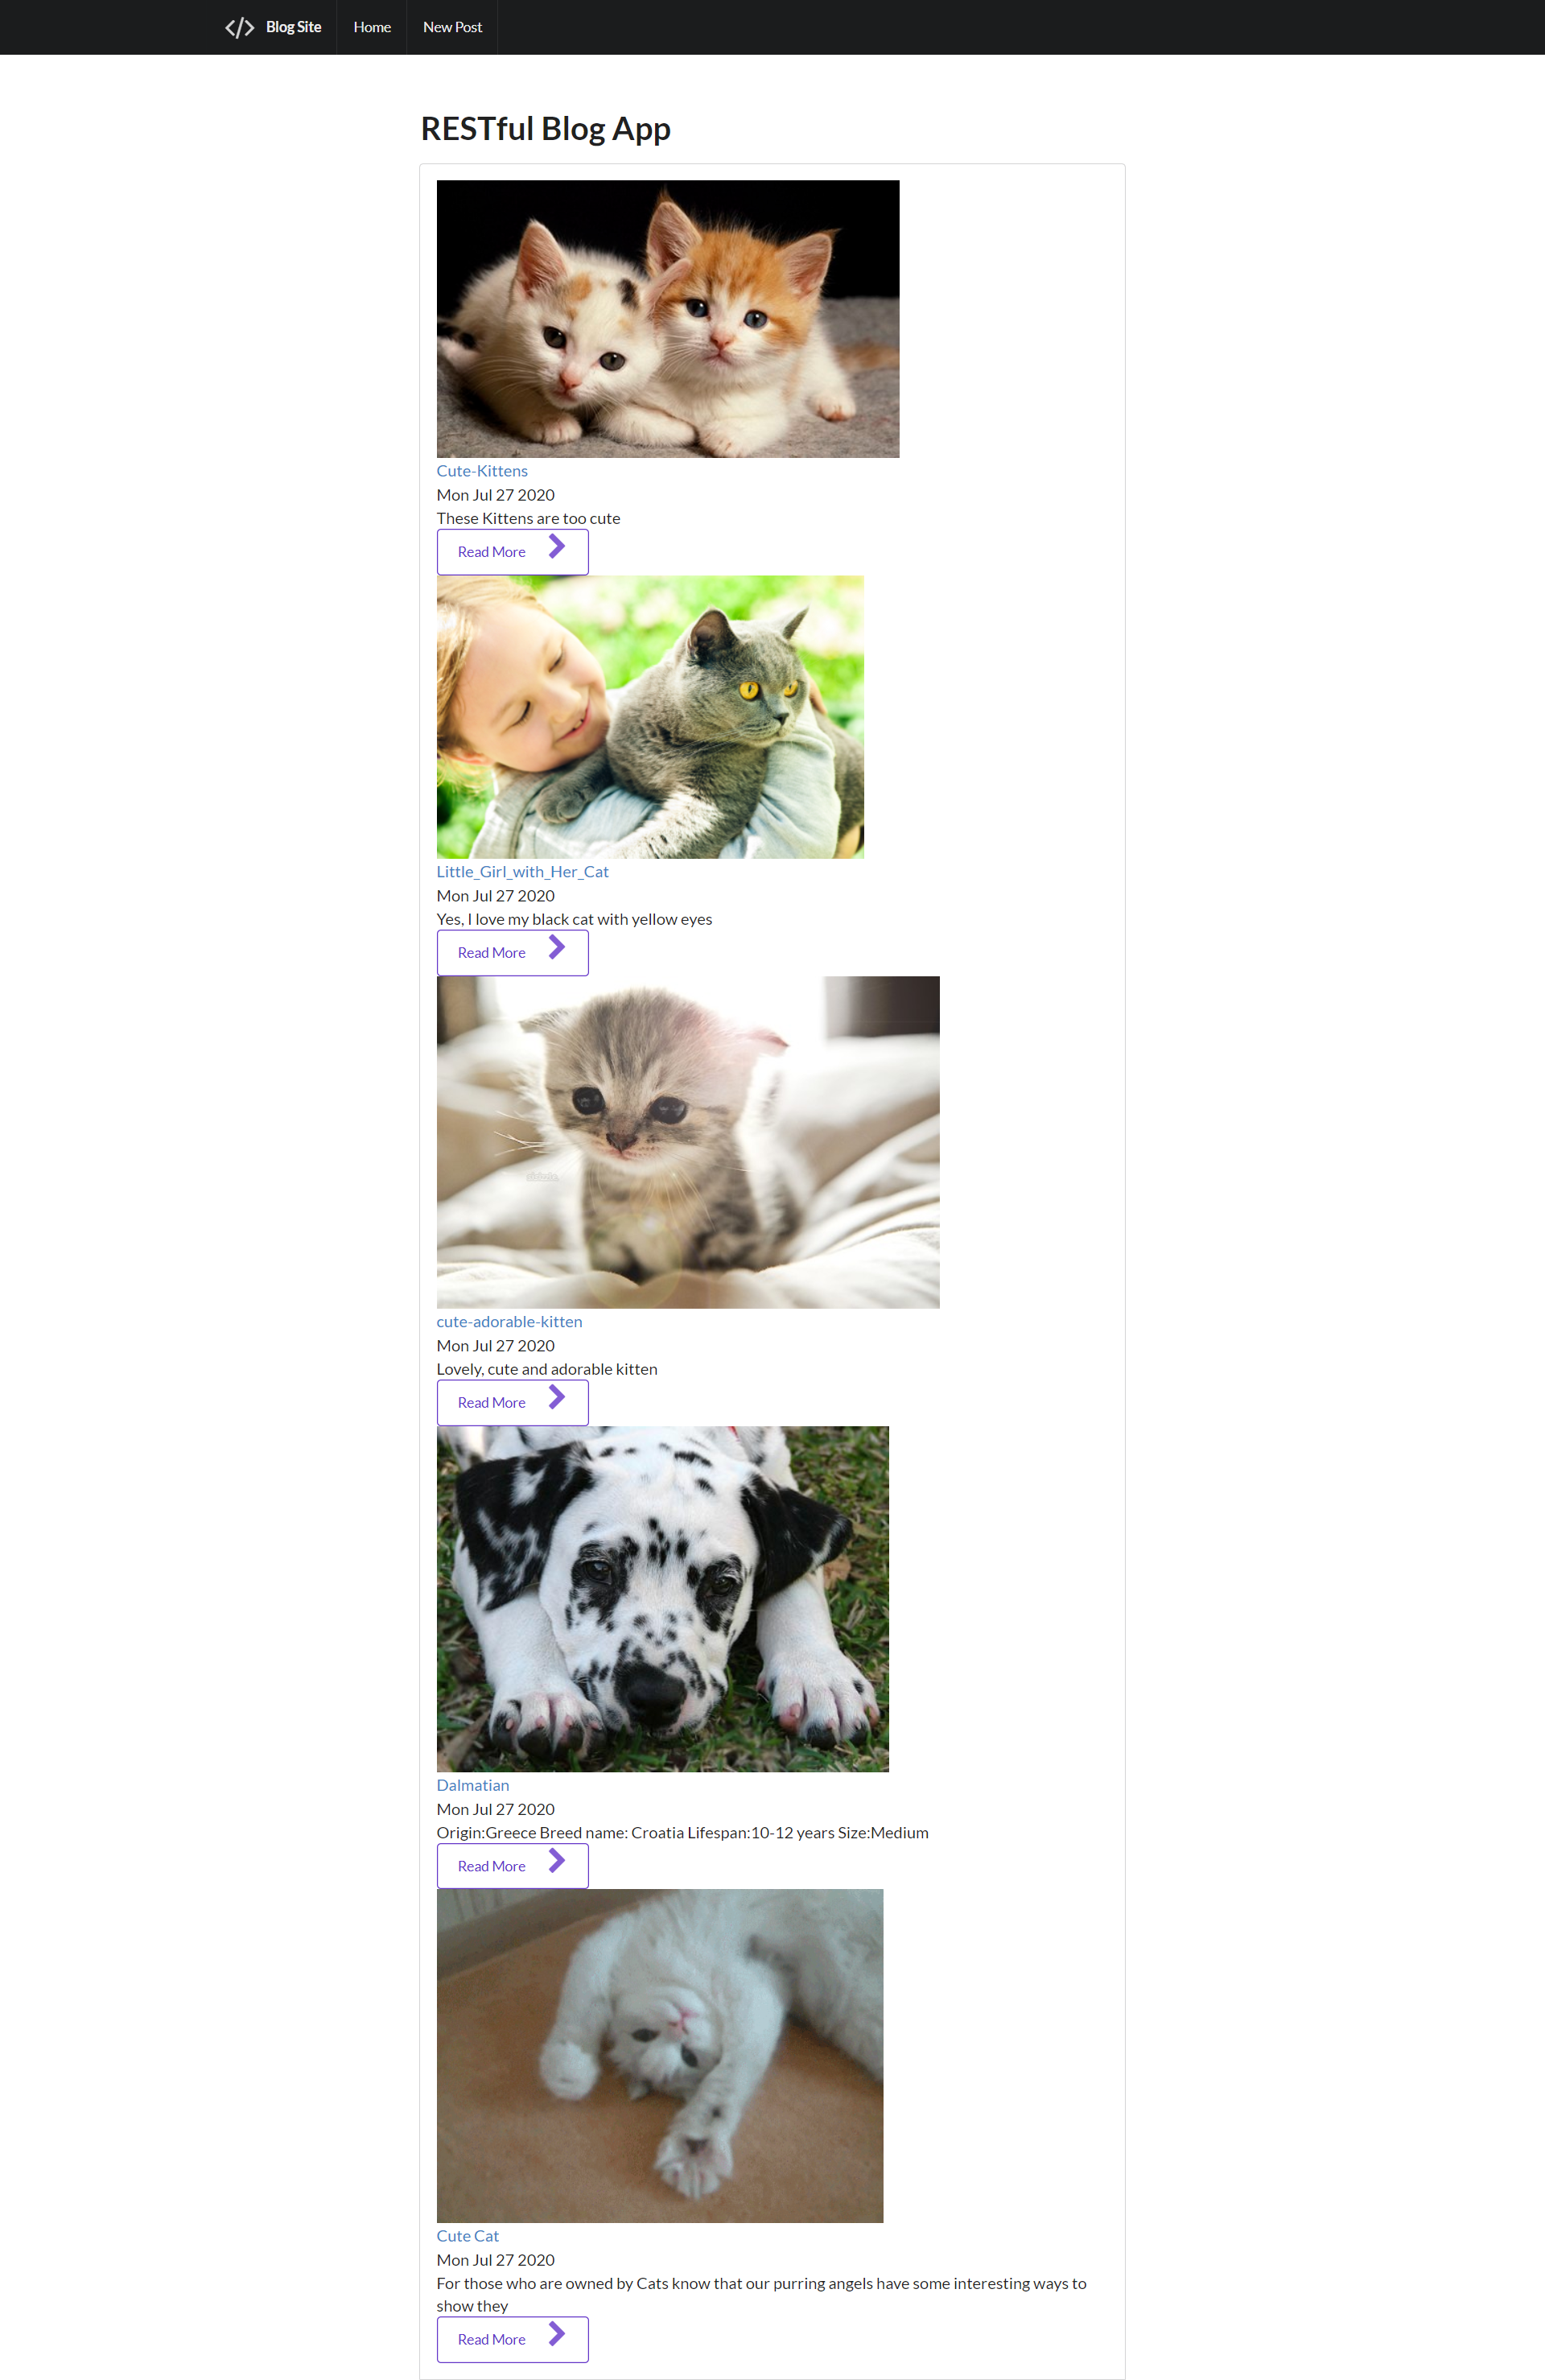 Blog Site Home New Post
RESTful Blog App
Cute-Kittens
Mon Jul 27 2020
These Kittens are too cute
Read More
Little_Girl_with_Her_Cat
Mon Jul 27 2020
Yes, I love my black cat with yellow eyes
Read More
cute-adorable-kitten
Mon Jul 27 2020
Lovely, cute and adorable kitten
Read More
Dalmatian
Mon Jul 27 2020
Origin:Greece Breed name: Croatia Lifespan:10-12 years Size:Medium
Read More
Cute Cat
Mon Jul 27 2020
For those who are owned by Cats know that our purring angels have some interesting ways to
show they
Read More